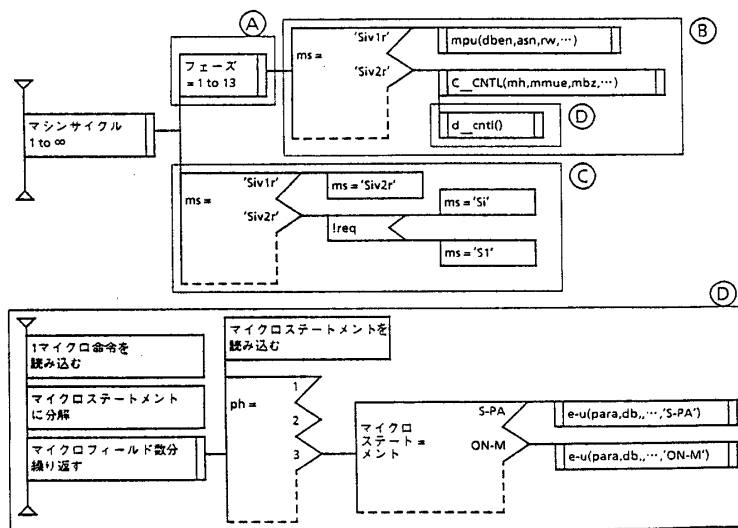 A
B
フェーズ
= 1 to 13
ms =
'Siv1r'
'Siv2r'
mpu(dben,asn,rw,…)
C__CNTL(mh,mmue,mbz,…)
D
d__cntl()
マシンサイクル
1 to ∞
C
ms =
'Siv1r'
'Siv2r'
ms = 'Siv2r'
!req
ms = 'Si'
ms = 'S1'
D
1マイクロ命令を
読み込む
マイクロステートメント
に分解
マイクロフィールド数分
繰り返す
マイクロステートメントを
読み込む
ph =
1
2
3
マイクロ
ステート =
メント
S-PA
ON-M
e-u(para,db,,…,'S-PA')
e-u(para,db,,…,'ON-M')